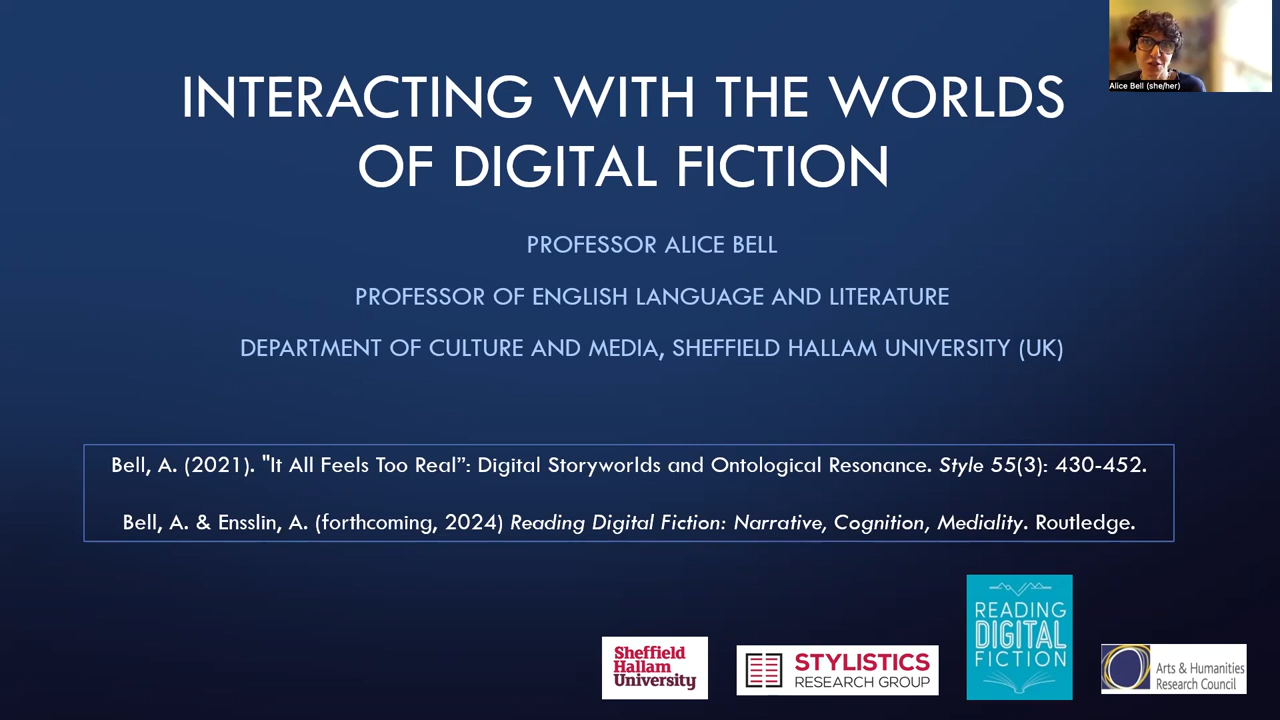 Alice Bell (she/her)
INTERACTING WITH THE WORLDS
OF DIGITAL FICTION
PROFESSOR ALICE BELL
PROFESSOR OF ENGLISH LANGUAGE AND LITERATURE
DEPARTMENT OF CULTURE AND MEDIA, SHEFFIELD HALLAM UNIVERSITY (UK)
Bell, A. (2021). "It All Feels Too Real”: Digital Storyworlds and Ontological Resonance. Style 55(3): 430-452.
Bell, A. & Ensslin, A. (forthcoming, 2024) Reading Digital Fiction: Narrative, Cognition, Mediality. Routledge.
Sheffield
Hallam
University
STYLISTICS
RESEARCH GROUP
READING
DIGITAL
FICTION
Arts & Humanities
Research Council